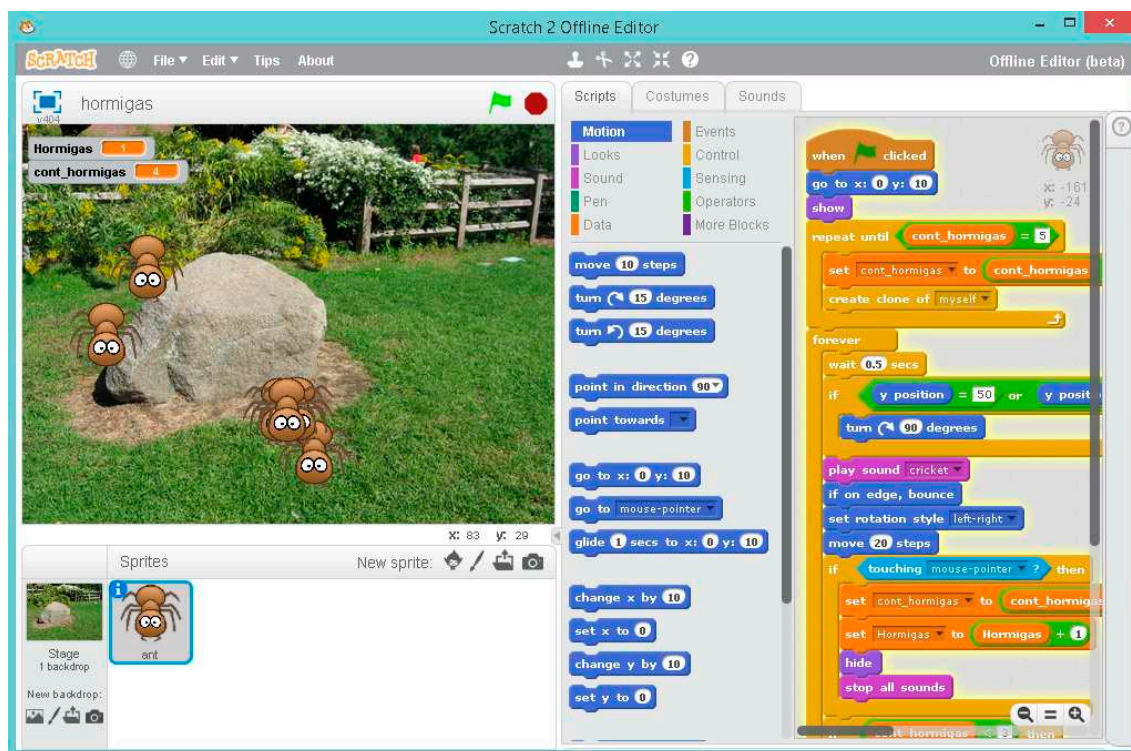 Scratch 2 Offline Editor
SCRATCH File Edit Tips About Offline Editor (beta)
hormigas
v404
Hormigas 1
cont_hormigas 4
X: 83 y: 29
Sprites New sprite:
Stage
1 backdrop
New backdrop:
ant
Scripts Costumes Sounds
Motion Events
Looks Control
Sound Sensing
Pen Operators
Data More Blocks
move 10 steps
turn 15 degrees
turn 15 degrees
point in direction 90
point towards
go to x: 0 y: 10
go to mouse-pointer
glide 1 secs to x: 0 y: 10
change x by 10
set x to 0
change y by 10
set y to 0
x: -161
y: -24
when clicked
go to x: 0 y: 10
show
repeat until cont_hormigas = 5
set cont_hormigas to cont_hormigas
create clone of myself
forever
wait 0.5 secs
if y position = 50 or y posit
turn 90 degrees
play sound cricket
if on edge, bounce
set rotation style left-right
move 20 steps
if touching mouse-pointer ? then
set cont_hormigas to cont_hormiga
set Hormigas to Hormigas + 1
hide
stop all sounds
cont_hormigas < 3 then